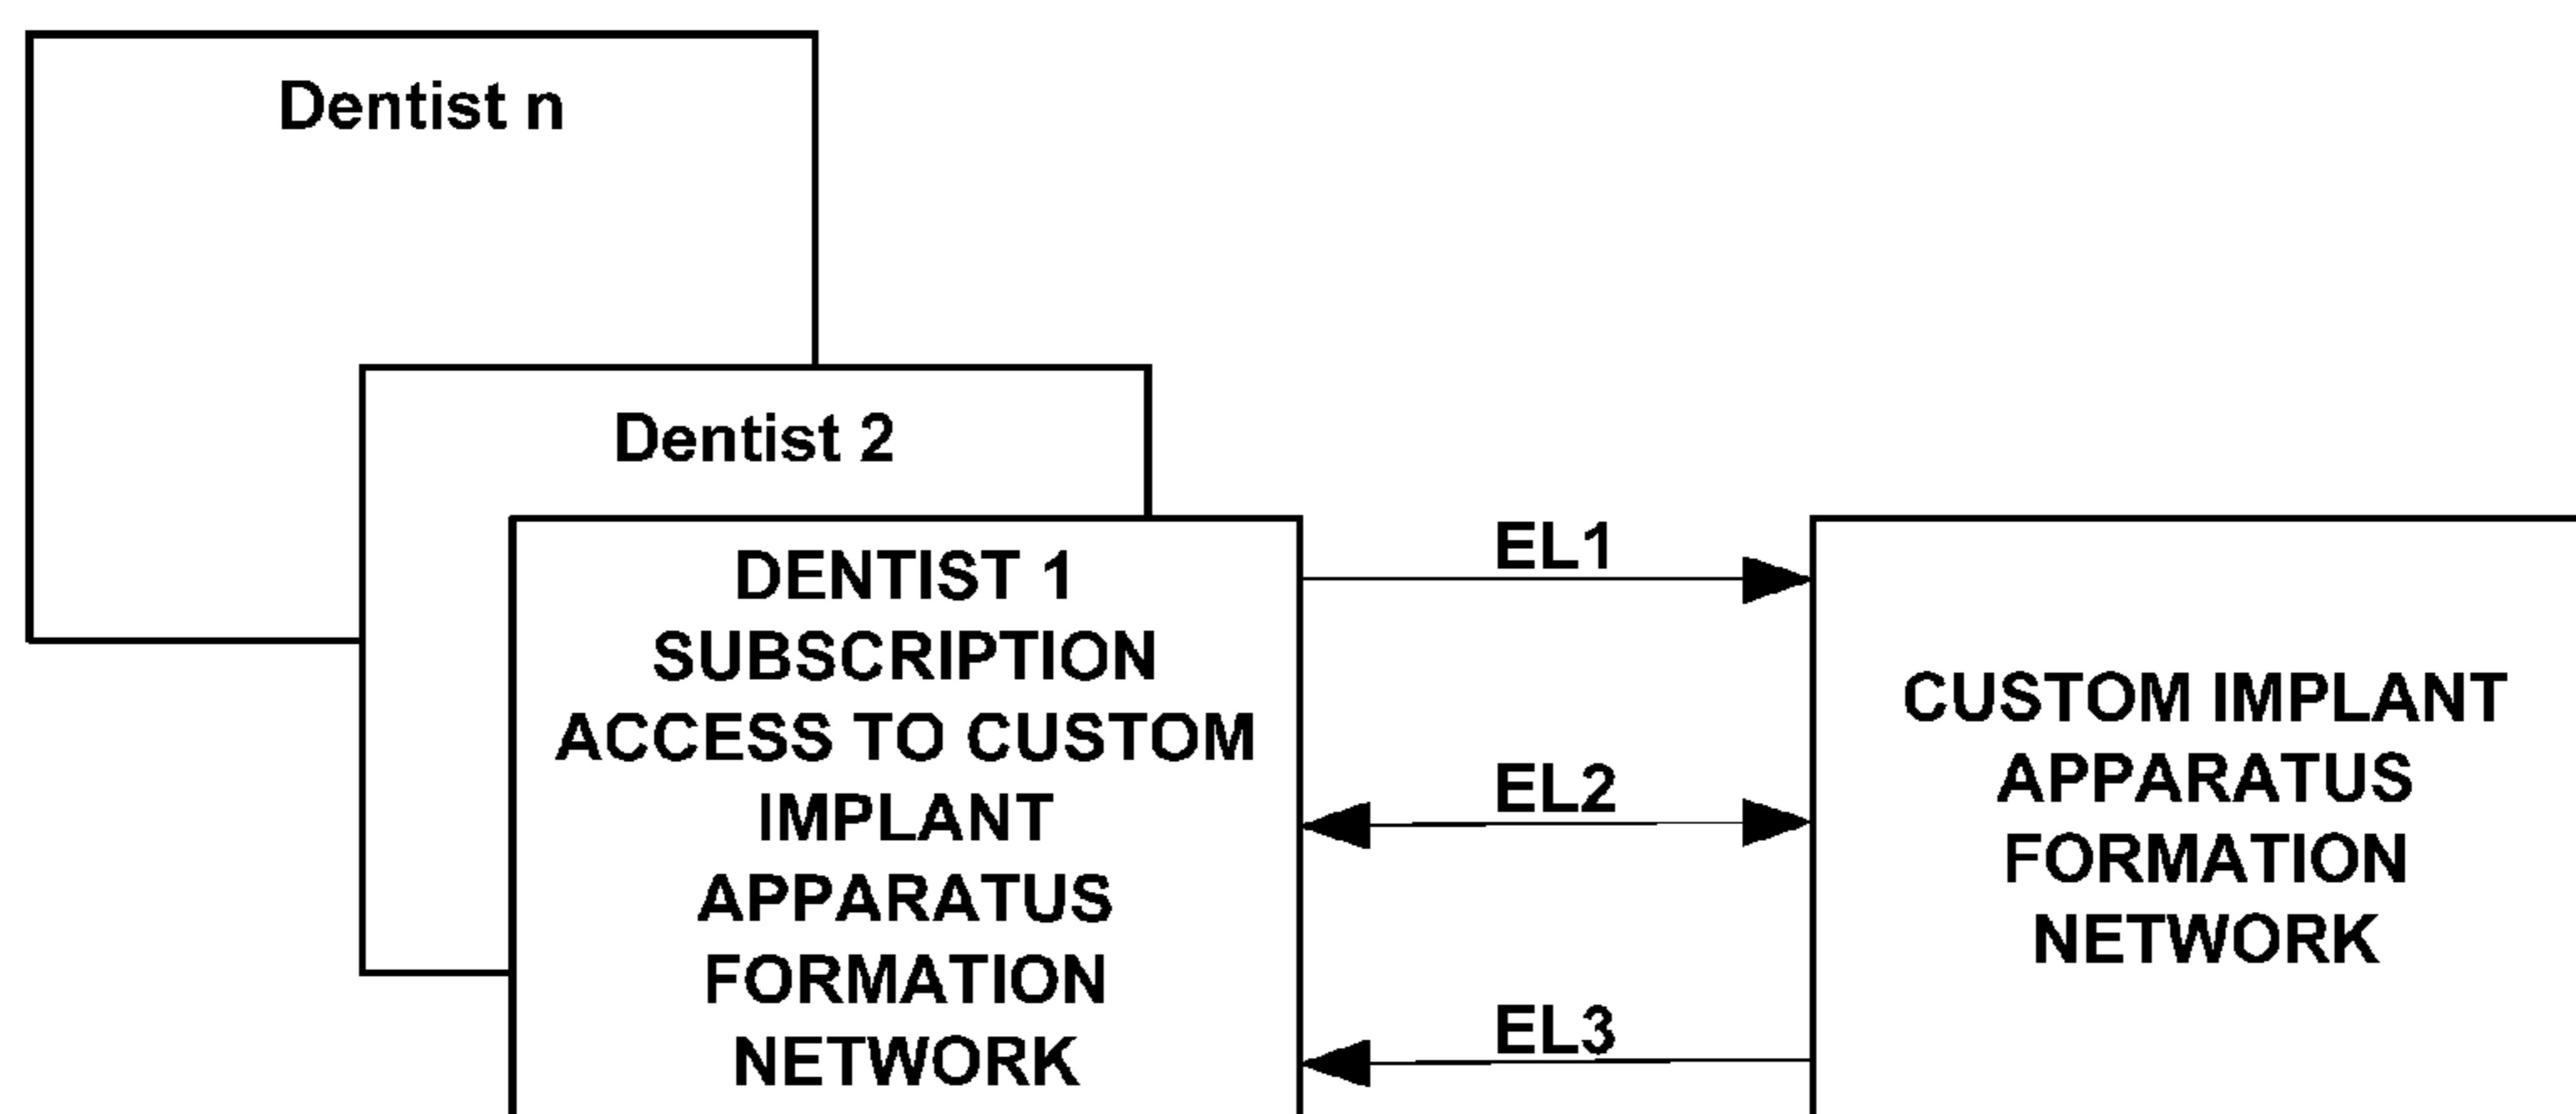 Dentist n
Dentist 2
DENTIST 1
SUBSCRIPTION
ACCESS TO CUSTOM
IMPLANT
APPARATUS
FORMATION
NETWORK
EL1
EL2
EL3
CUSTOM IMPLANT
APPARATUS
FORMATION
NETWORK